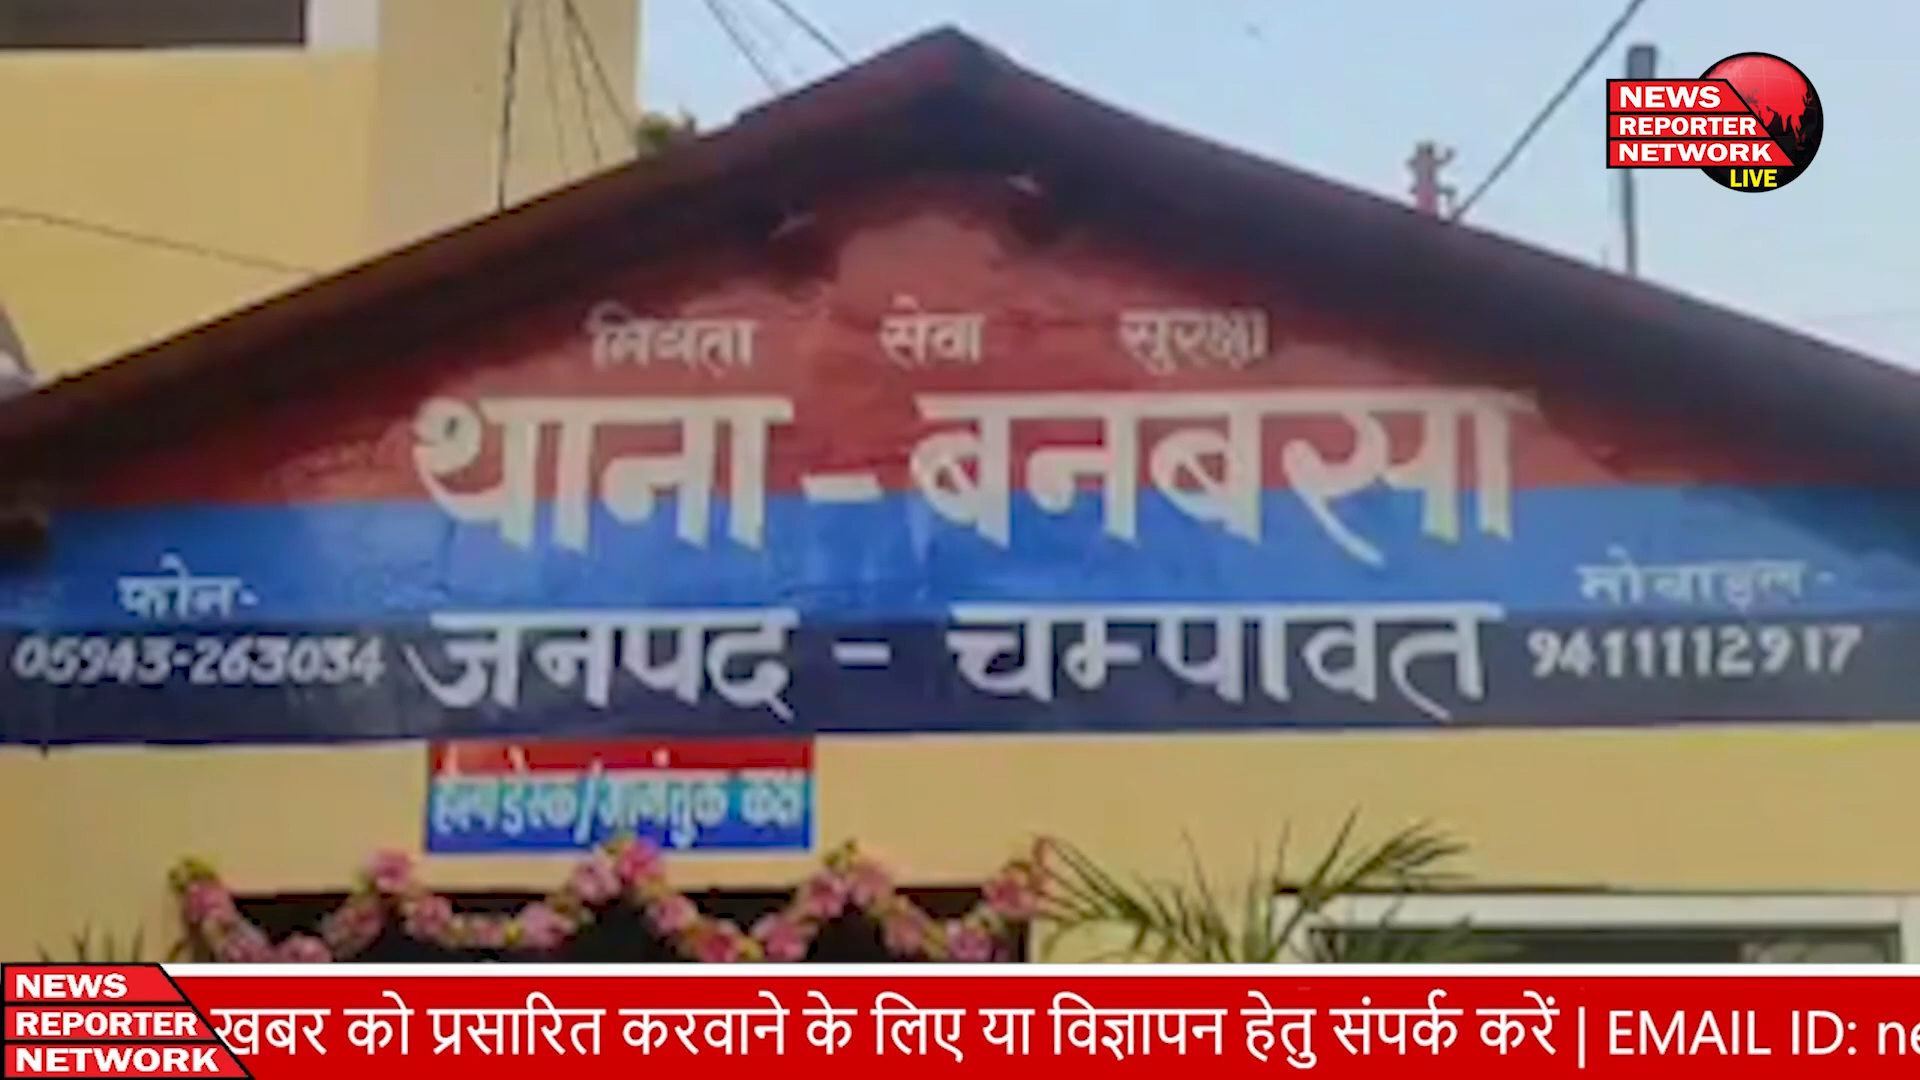 NEWS
REPORTER
NETWORK
LIVE
मित्रता सेवा सुरक्षा
थाना - बनबसा
फोन-
05943-263034
जनपद - चम्पावत
मोबाइल -
9411112917
हेल्प डेस्क/आगंतुक कक्ष
NEWS
REPORTER
NETWORK
खबर को प्रसारित करवाने के लिए या विज्ञापन हेतु संपर्क करें | EMAIL ID: ne